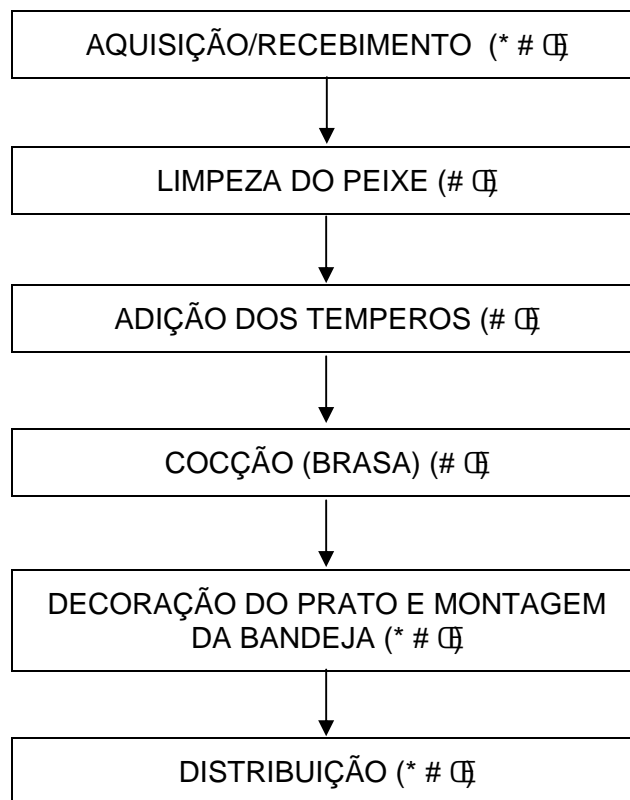 AQUISIÇÃO/RECEBIMENTO (* # Œ)
LIMPEZA DO PEIXE (# Œ)
ADIÇÃO DOS TEMPEROS (# Œ)
COCÇÃO (BRASA) (# Œ)
DECORAÇÃO DO PRATO E MONTAGEM
DA BANDEJA (* # Œ)
DISTRIBUIÇÃO (* # Œ)